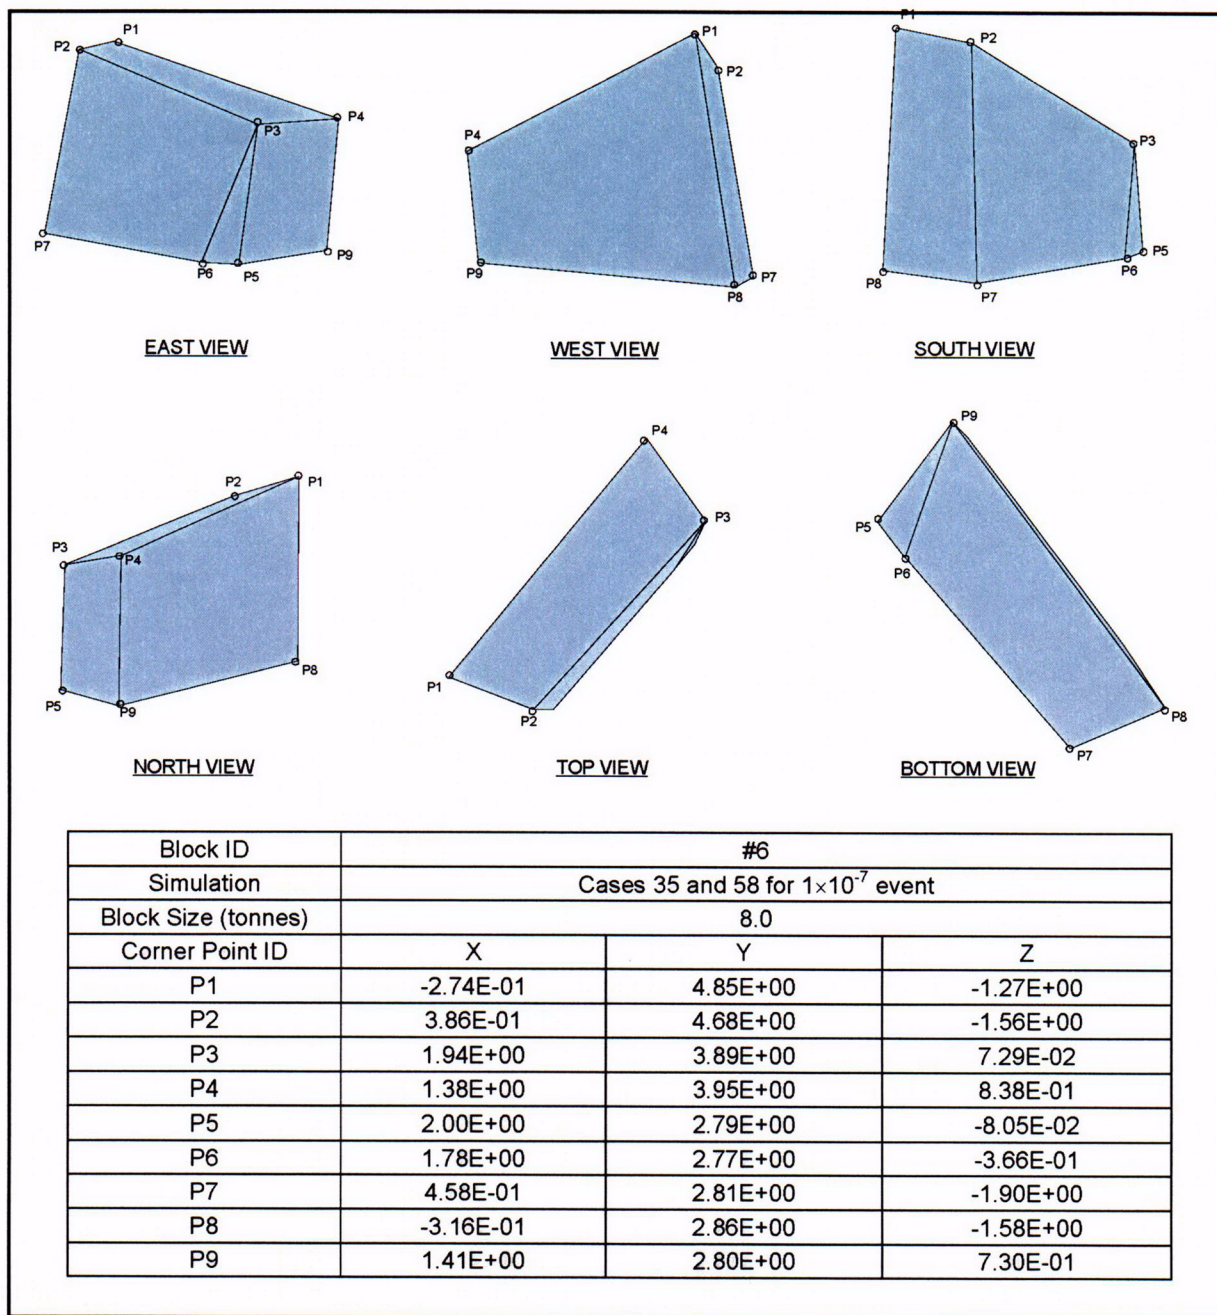 P1
P2
P3
P4
P7
P6
P5
P9
EAST VIEW
P1
P2
P4
P9
P8
P7
WEST VIEW
P1
P2
P3
P5
P6
P8
P7
SOUTH VIEW
P2
P1
P3
P4
P8
P5
P9
NORTH VIEW
P4
P3
P1
P2
TOP VIEW
P9
P5
P6
P8
P7
BOTTOM VIEW
Block ID #6
Simulation Cases 35 and 58 for 1×10⁻⁷ event
Block Size (tonnes) 8.0
Corner Point ID X Y Z
P1 -2.74E-01 4.85E+00 -1.27E+00
P2 3.86E-01 4.68E+00 -1.56E+00
P3 1.94E+00 3.89E+00 7.29E-02
P4 1.38E+00 3.95E+00 8.38E-01
P5 2.00E+00 2.79E+00 -8.05E-02
P6 1.78E+00 2.77E+00 -3.66E-01
P7 4.58E-01 2.81E+00 -1.90E+00
P8 -3.16E-01 2.86E+00 -1.58E+00
P9 1.41E+00 2.80E+00 7.30E-01